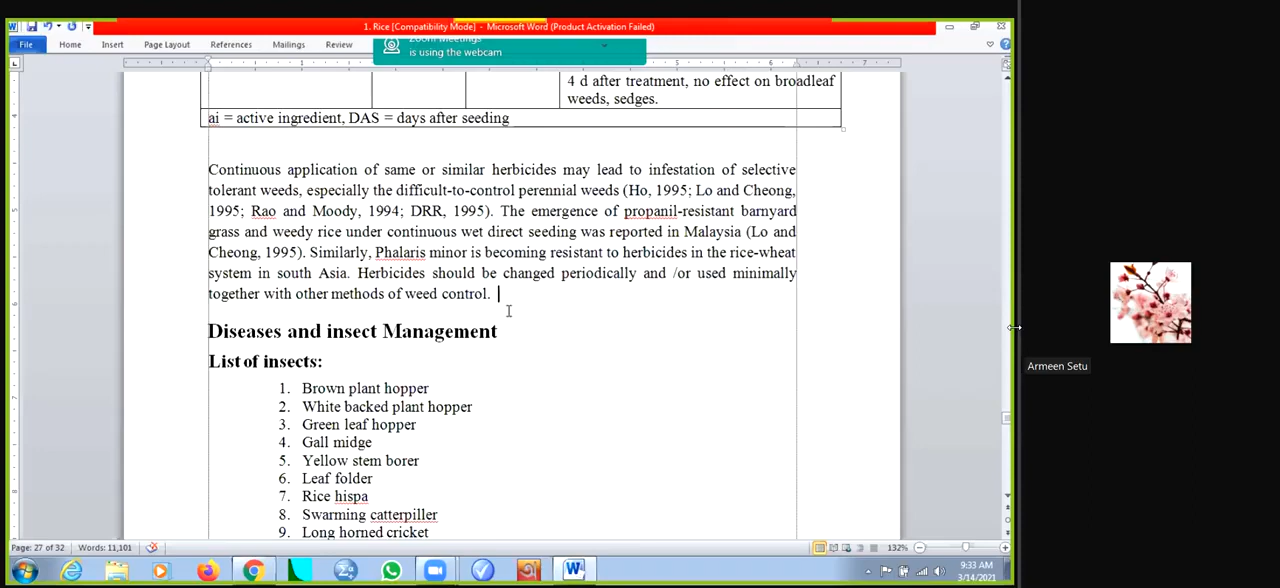 1. Rice [Compatibility Mode] - Microsoft Word (Product Activation Failed)
File Home Insert Page Layout References Mailings Review
Zoom Meetings
is using the webcam
4 d after treatment, no effect on broadleaf
weeds, sedges.
ai = active ingredient, DAS = days after seeding
Continuous application of same or similar herbicides may lead to infestation of selective
tolerant weeds, especially the difficult-to-control perennial weeds (Ho, 1995; Lo and Cheong,
1995; Rao and Moody, 1994; DRR, 1995). The emergence of propanil-resistant barnyard
grass and weedy rice under continuous wet direct seeding was reported in Malaysia (Lo and
Cheong, 1995). Similarly, Phalaris minor is becoming resistant to herbicides in the rice-wheat
system in south Asia. Herbicides should be changed periodically and /or used minimally
together with other methods of weed control.
Diseases and insect Management
List of insects:
1. Brown plant hopper
2. White backed plant hopper
3. Green leaf hopper
4. Gall midge
5. Yellow stem borer
6. Leaf folder
7. Rice hispa
8. Swarming catterpiller
9. Long horned cricket
Armeen Setu
Page: 27 of 32 Words: 11,101 132%
9:33 AM
3/14/2021